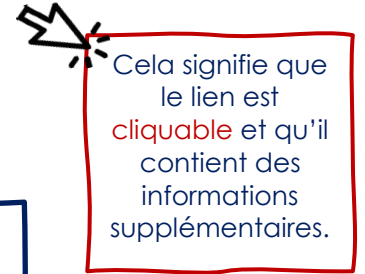 Cela signifie que
le lien est
cliquable et qu'il
contient des
informations
supplémentaires.